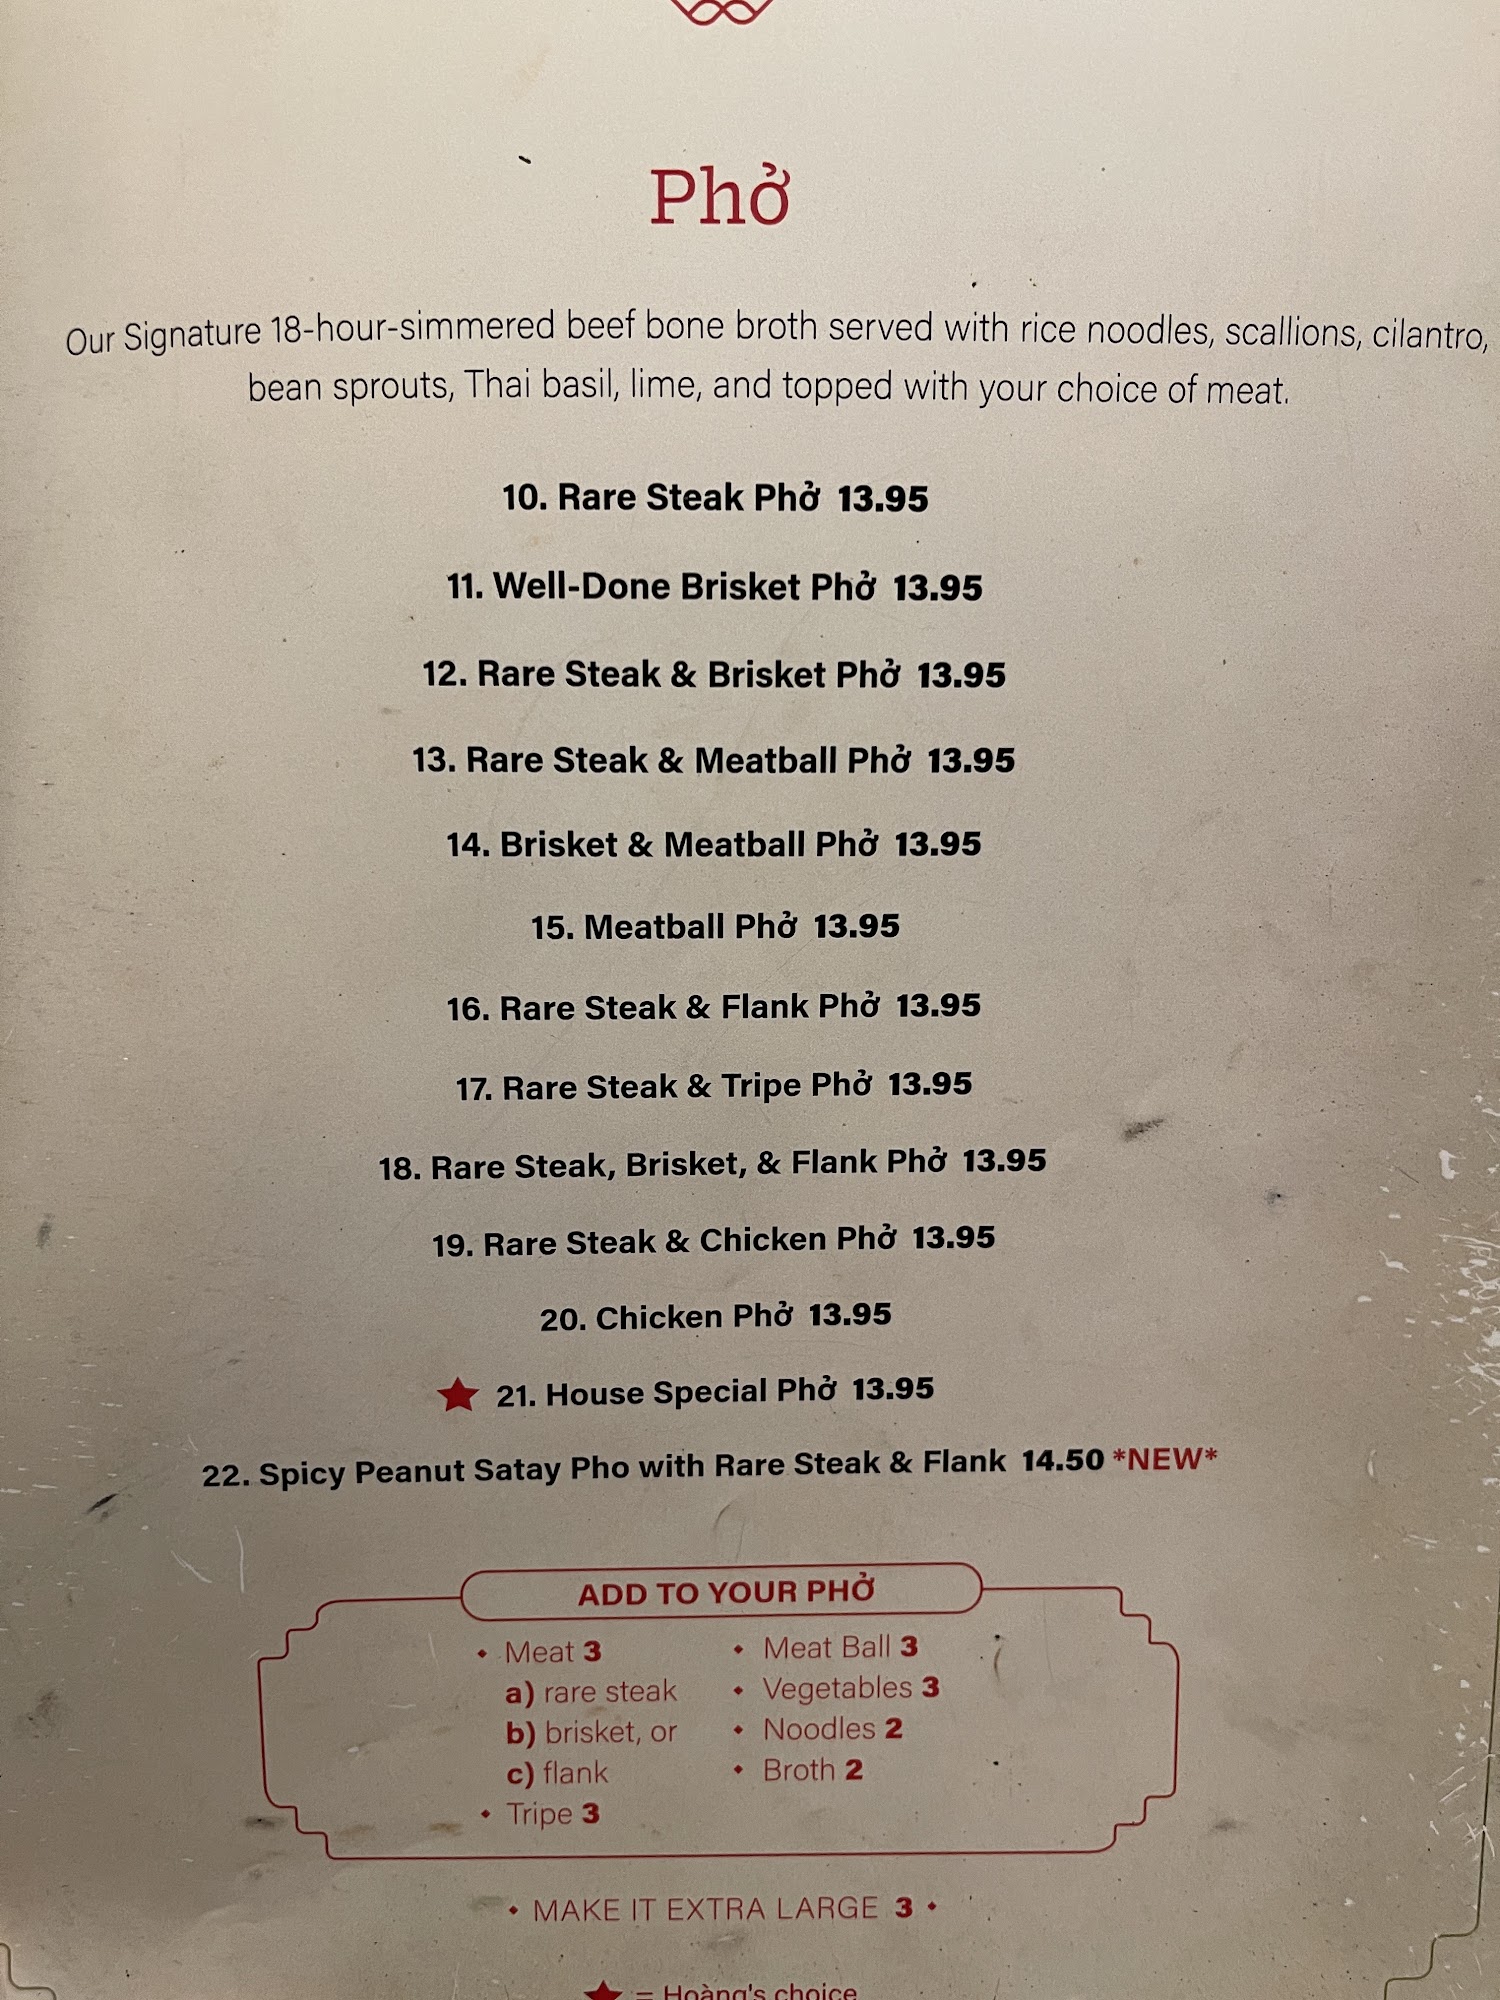 Phở
Our Signature 18-hour-simmered beef bone broth served with rice noodles, scallions, cilantro,
bean sprouts, Thai basil, lime, and topped with your choice of meat.
10. Rare Steak Phở 13.95
11. Well-Done Brisket Phở 13.95
12. Rare Steak & Brisket Phở 13.95
13. Rare Steak & Meatball Phở 13.95
14. Brisket & Meatball Phở 13.95
15. Meatball Phở 13.95
16. Rare Steak & Flank Phở 13.95
17. Rare Steak & Tripe Phở 13.95
18. Rare Steak, Brisket, & Flank Phở 13.95
19. Rare Steak & Chicken Phở 13.95
20. Chicken Phở 13.95
★ 21. House Special Phở 13.95
22. Spicy Peanut Satay Pho with Rare Steak & Flank 14.50 *NEW*
ADD TO YOUR PHỞ
• Meat 3
a) rare steak
b) brisket, or
c) flank
• Tripe 3
• Meat Ball 3
• Vegetables 3
• Noodles 2
• Broth 2
• MAKE IT EXTRA LARGE 3 •
★ = Hoàng's choice